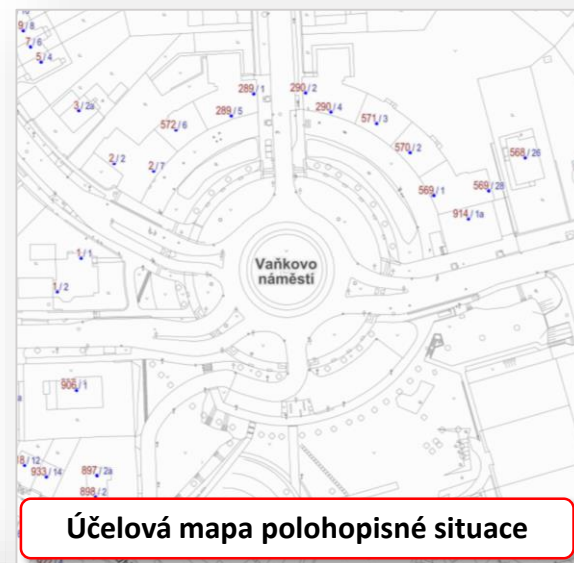 9 / 8
7 / 6
5 / 4
3 / 2a
289 / 1
290 / 2
289 / 5
290 / 4
572 / 6
571 / 3
570 / 2
2 / 2
2 / 7
568 / 26
569 / 1
569 / 28
914 / 1a
1 / 1
Vaňkovo
náměstí
1 / 2
906 / 1
18 / 12
933 / 14
897 / 2a
898 / 2
Účelová mapa polohopisné situace